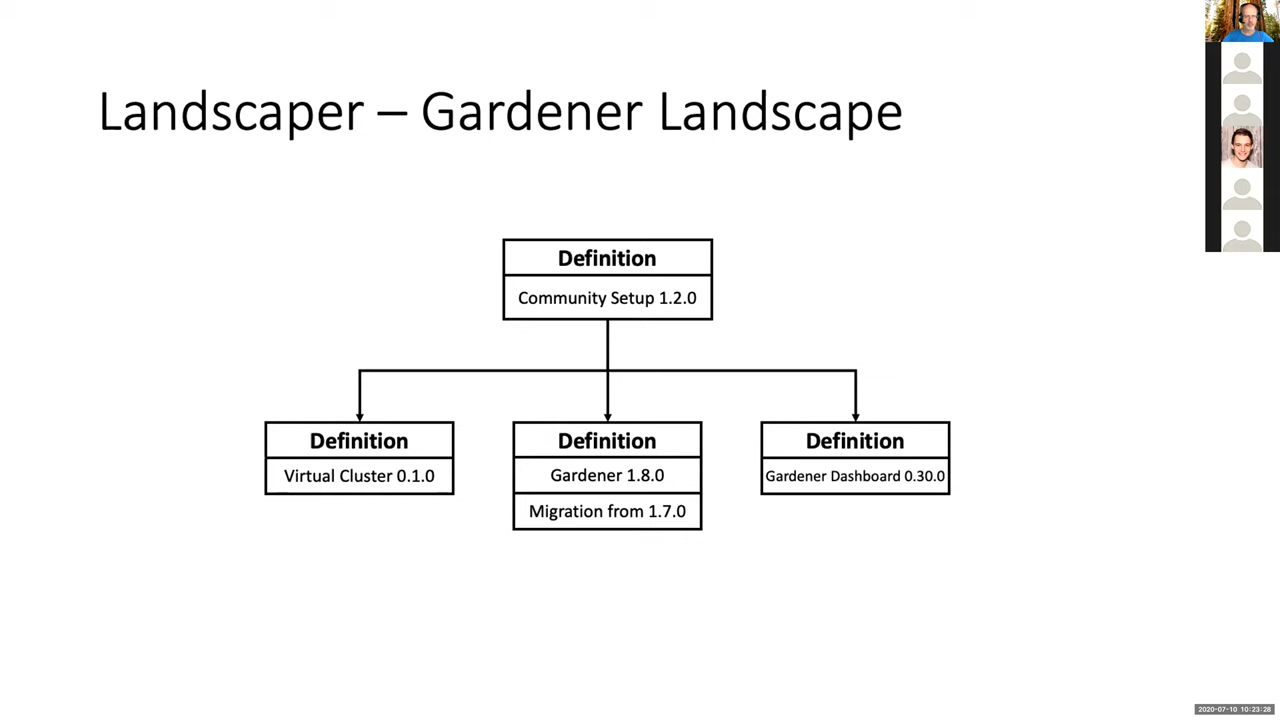 Landscaper – Gardener Landscape
Definition
Community Setup 1.2.0
Definition
Virtual Cluster 0.1.0
Definition
Gardener 1.8.0
Migration from 1.7.0
Definition
Gardener Dashboard 0.30.0
2020-07-10 10:23:28